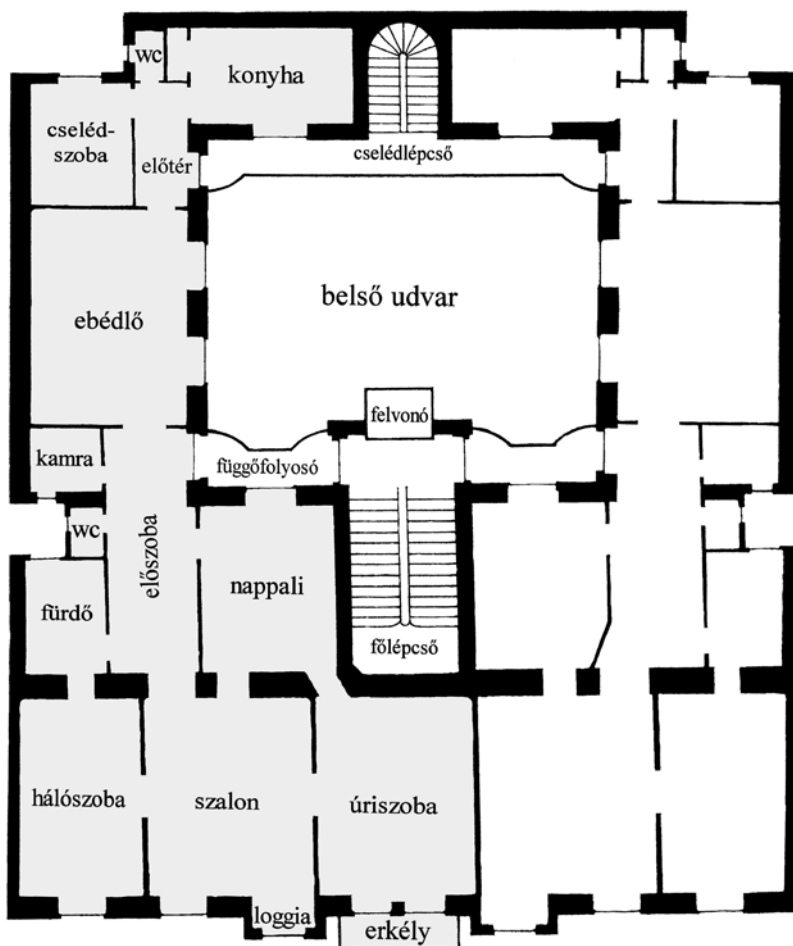 wc
konyha
cseléd-
szoba
előtér
cselédlépcső
ebédlő
belső udvar
felvonó
kamra
függőfolyosó
wc
előszoba
nappali
fürdő
főlépcső
hálószoba
szalon
úriszoba
loggia
erkély